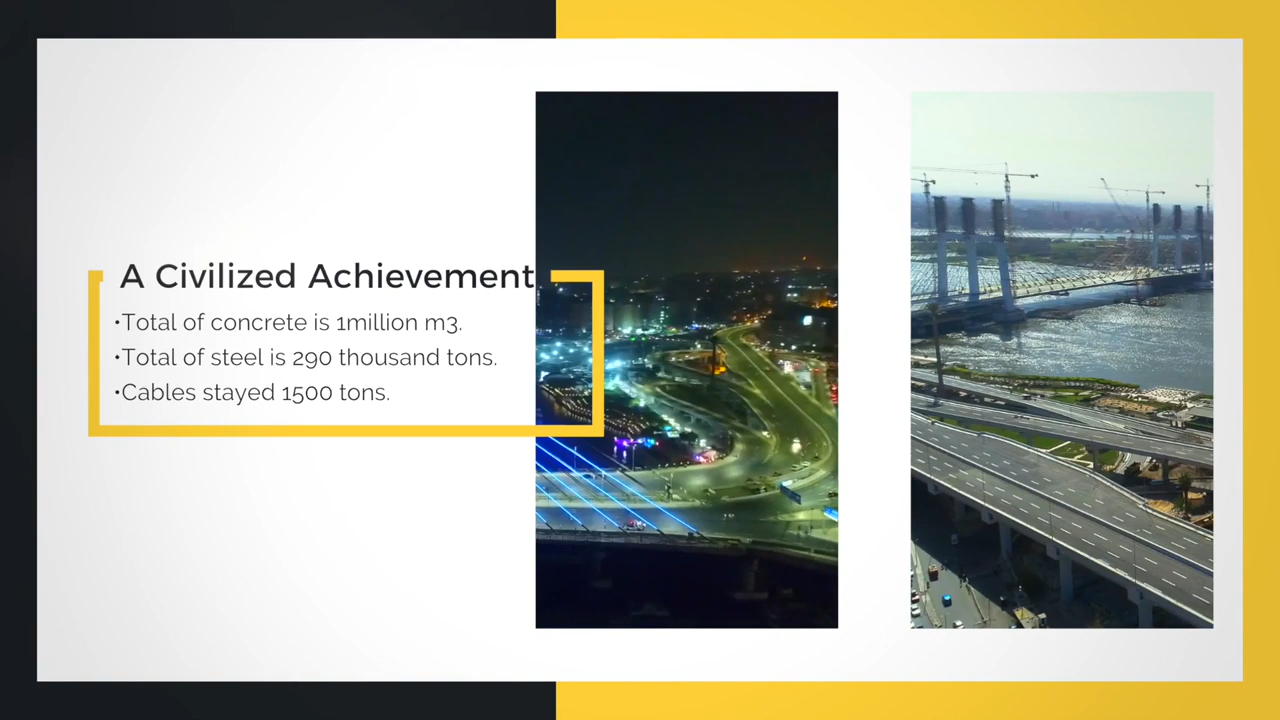 A Civilized Achievement
•Total of concrete is 1million m3.
•Total of steel is 290 thousand tons.
•Cables stayed 1500 tons.